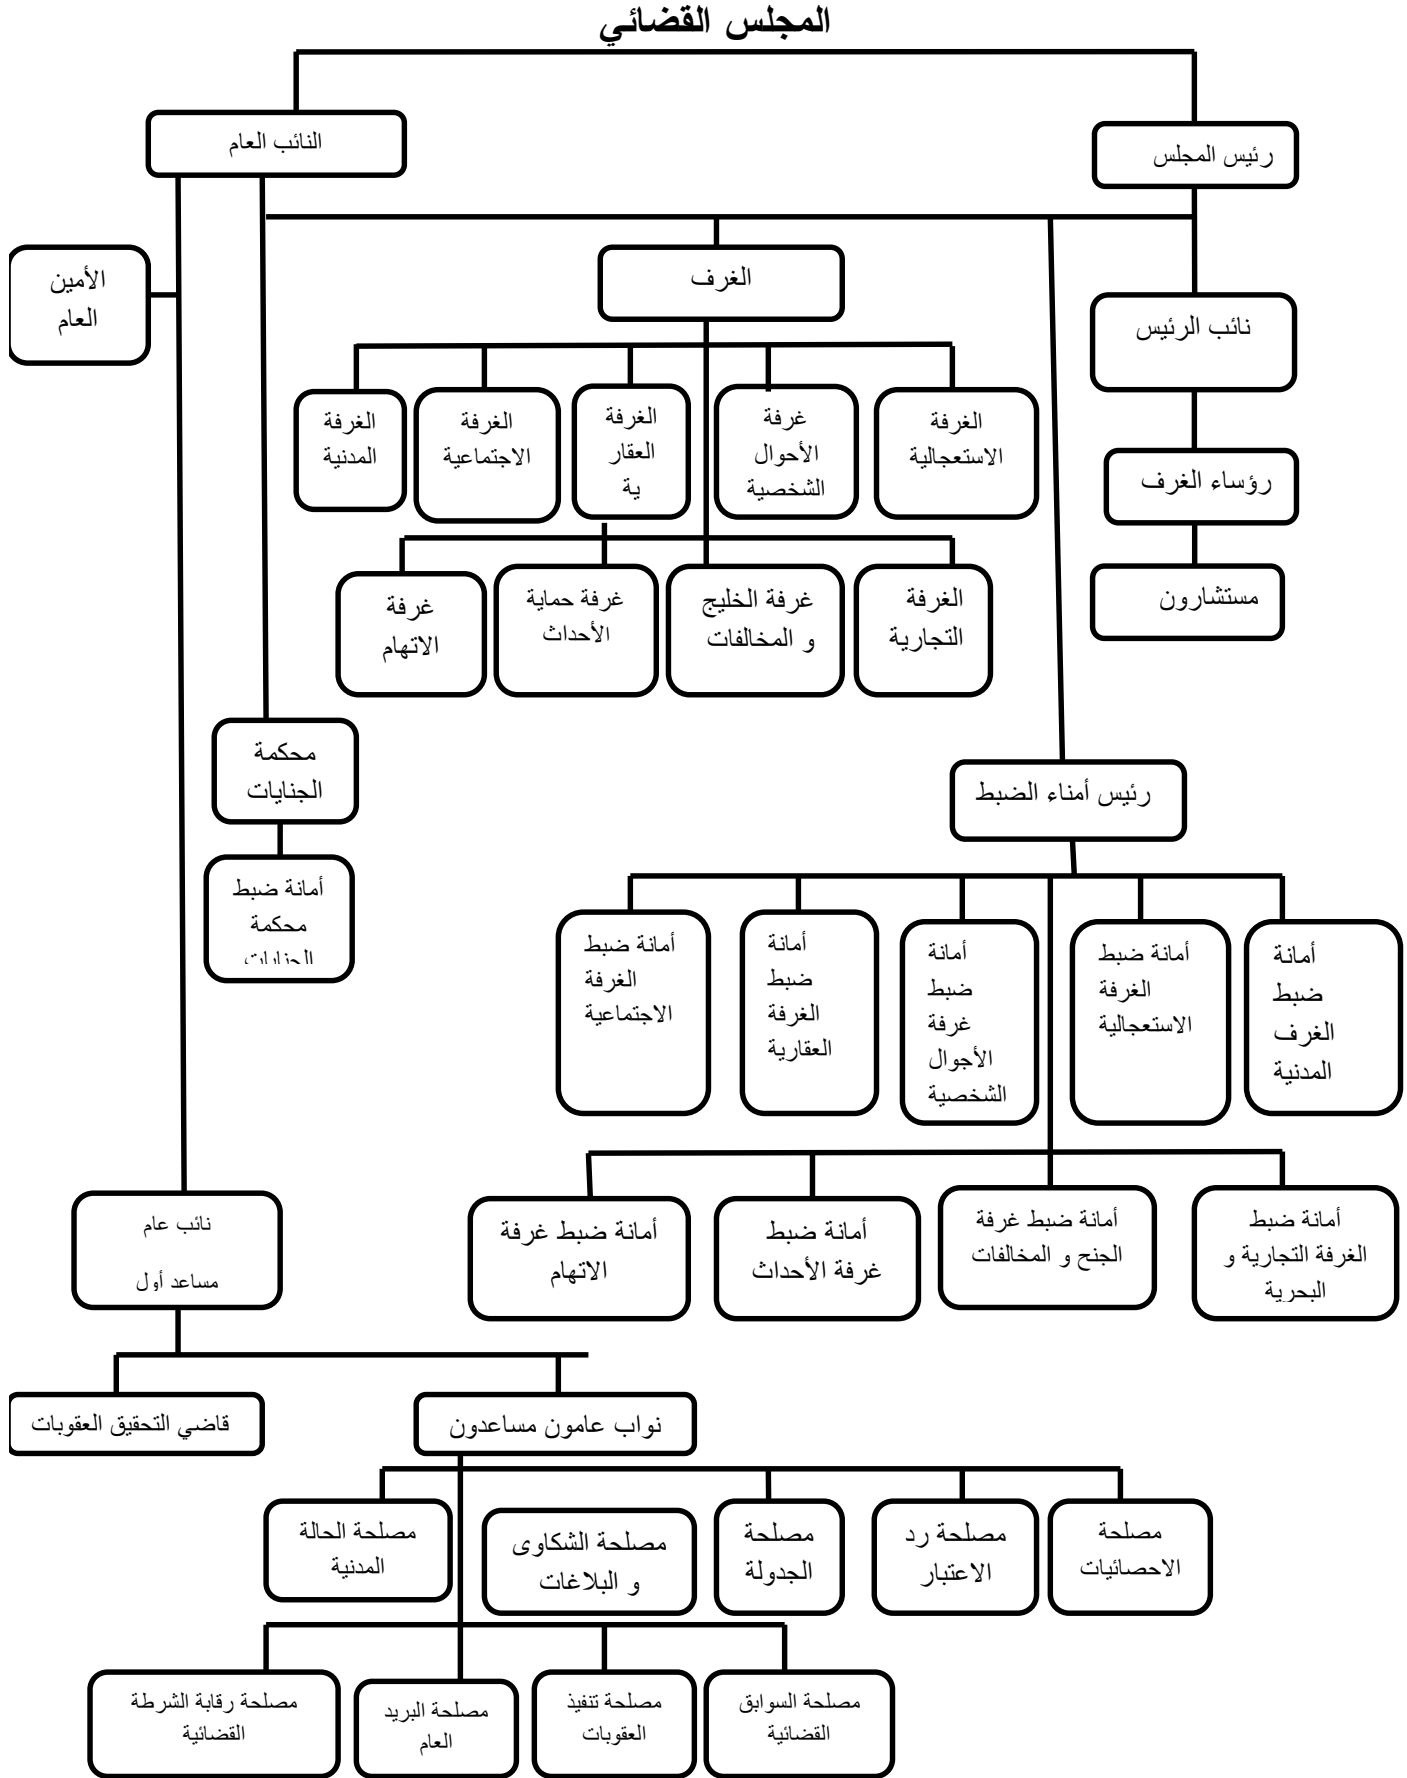 المجلس القضائي
رئيس المجلس
النائب العام
الأمين
العام
الغرف
نائب الرئيس
الغرفة
الاستعجالية
غرفة
الأحوال
الشخصية
الغرفة
العقار
ية
الغرفة
الاجتماعية
الغرفة
المدنية
رؤساء الغرف
مستشارون
الغرفة
التجارية
غرفة الخليج
و المخالفات
غرفة حماية
الأحداث
غرفة
الاتهام
محكمة
الجنايات
رئيس أمناء الضبط
أمانة ضبط
محكمة
الجنايات
أمانة
ضبط
الغرف
المدنية
أمانة ضبط
الغرفة
الاستعجالية
أمانة
ضبط
غرفة
الأجوال
الشخصية
أمانة
ضبط
الغرفة
العقارية
أمانة ضبط
الغرفة
الاجتماعية
أمانة ضبط
الغرفة التجارية و
البحرية
أمانة ضبط غرفة
الجنح و المخالفات
أمانة ضبط
غرفة الأحداث
أمانة ضبط غرفة
الاتهام
نائب عام
مساعد أول
نواب عامون مساعدون
قاضي التحقيق العقوبات
مصلحة
الاحصائيات
مصلحة رد
الاعتبار
مصلحة
الجدولة
مصلحة الشكاوى
و البلاغات
مصلحة الحالة
المدنية
مصلحة السوابق
القضائية
مصلحة تنفيذ
العقوبات
مصلحة البريد
العام
مصلحة رقابة الشرطة
القضائية